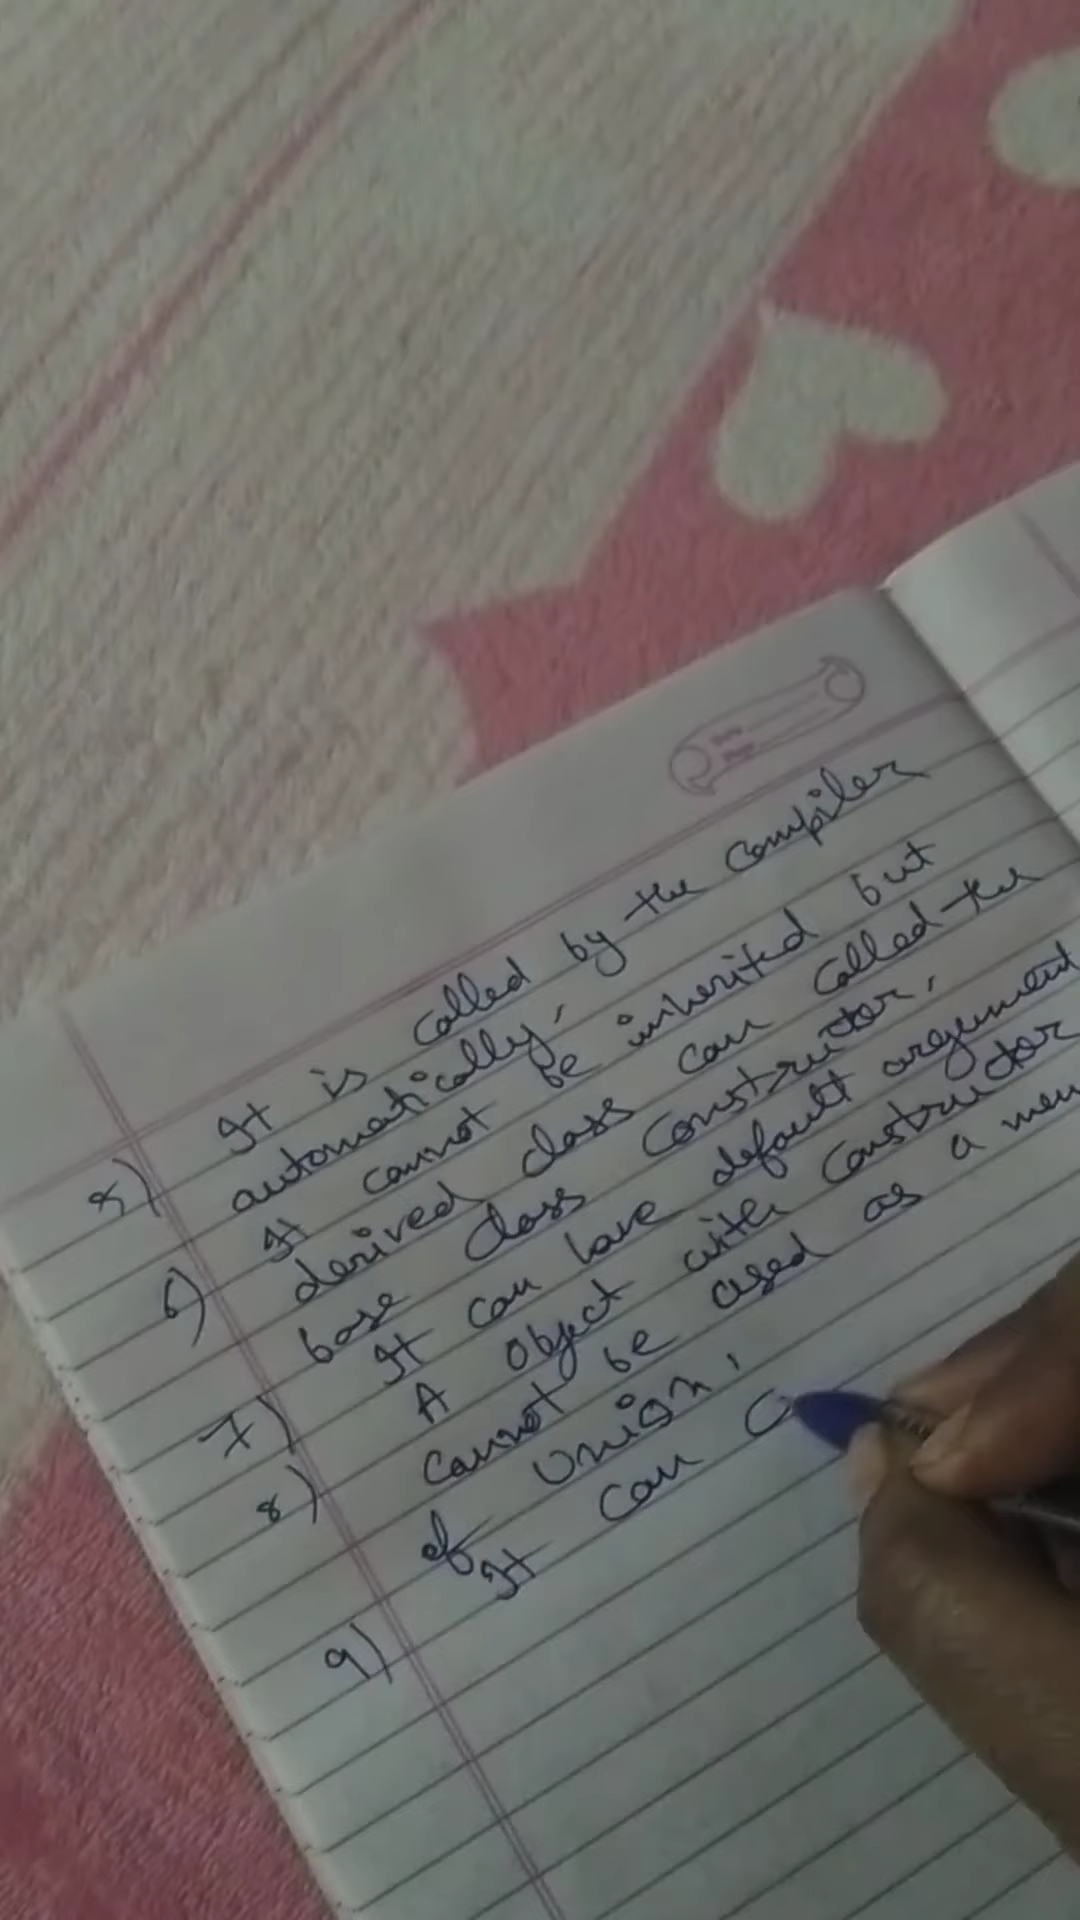 5) It is called by the compiler
automatically,
6) It cannot be inherited but
derived class can called the
base class constructor,
7) It can have default argument
8) A object with constructor
cannot be used as a mem
of union,
9) It can c